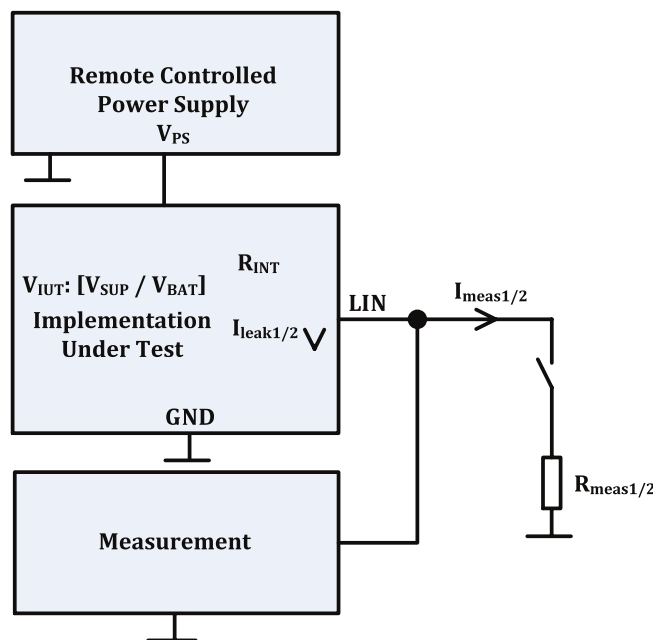 Remote Controlled
Power Supply
VPS
RINT
VIUT: [VSUP / VBAT]
Implementation
Under Test
Ileak1/2
GND
LIN
Imeas1/2
Rmeas1/2
Measurement